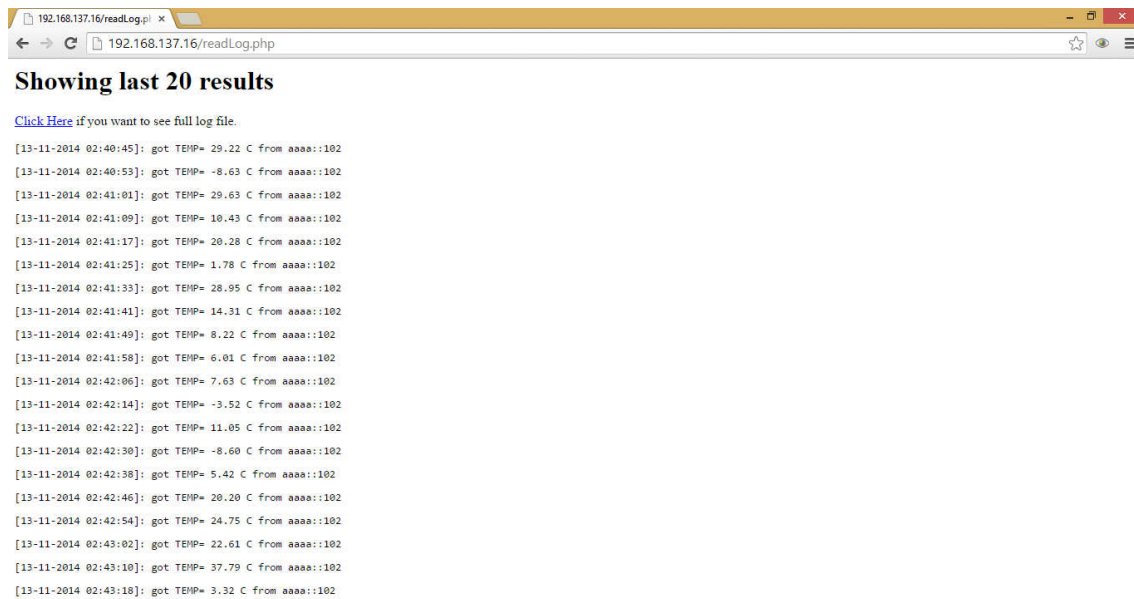 192.168.137.16/readLog.pl
192.168.137.16/readLog.php
Showing last 20 results
Click Here if you want to see full log file.
[13-11-2014 02:40:45]: got TEMP= 29.22 C from aaaa::102
[13-11-2014 02:40:53]: got TEMP= -8.63 C from aaaa::102
[13-11-2014 02:41:01]: got TEMP= 29.63 C from aaaa::102
[13-11-2014 02:41:09]: got TEMP= 10.43 C from aaaa::102
[13-11-2014 02:41:17]: got TEMP= 20.28 C from aaaa::102
[13-11-2014 02:41:25]: got TEMP= 1.78 C from aaaa::102
[13-11-2014 02:41:33]: got TEMP= 28.95 C from aaaa::102
[13-11-2014 02:41:41]: got TEMP= 14.31 C from aaaa::102
[13-11-2014 02:41:49]: got TEMP= 8.22 C from aaaa::102
[13-11-2014 02:41:58]: got TEMP= 6.01 C from aaaa::102
[13-11-2014 02:42:06]: got TEMP= 7.63 C from aaaa::102
[13-11-2014 02:42:14]: got TEMP= -3.52 C from aaaa::102
[13-11-2014 02:42:22]: got TEMP= 11.05 C from aaaa::102
[13-11-2014 02:42:30]: got TEMP= -8.60 C from aaaa::102
[13-11-2014 02:42:38]: got TEMP= 5.42 C from aaaa::102
[13-11-2014 02:42:46]: got TEMP= 20.20 C from aaaa::102
[13-11-2014 02:42:54]: got TEMP= 24.75 C from aaaa::102
[13-11-2014 02:43:02]: got TEMP= 22.61 C from aaaa::102
[13-11-2014 02:43:10]: got TEMP= 37.79 C from aaaa::102
[13-11-2014 02:43:18]: got TEMP= 3.32 C from aaaa::102